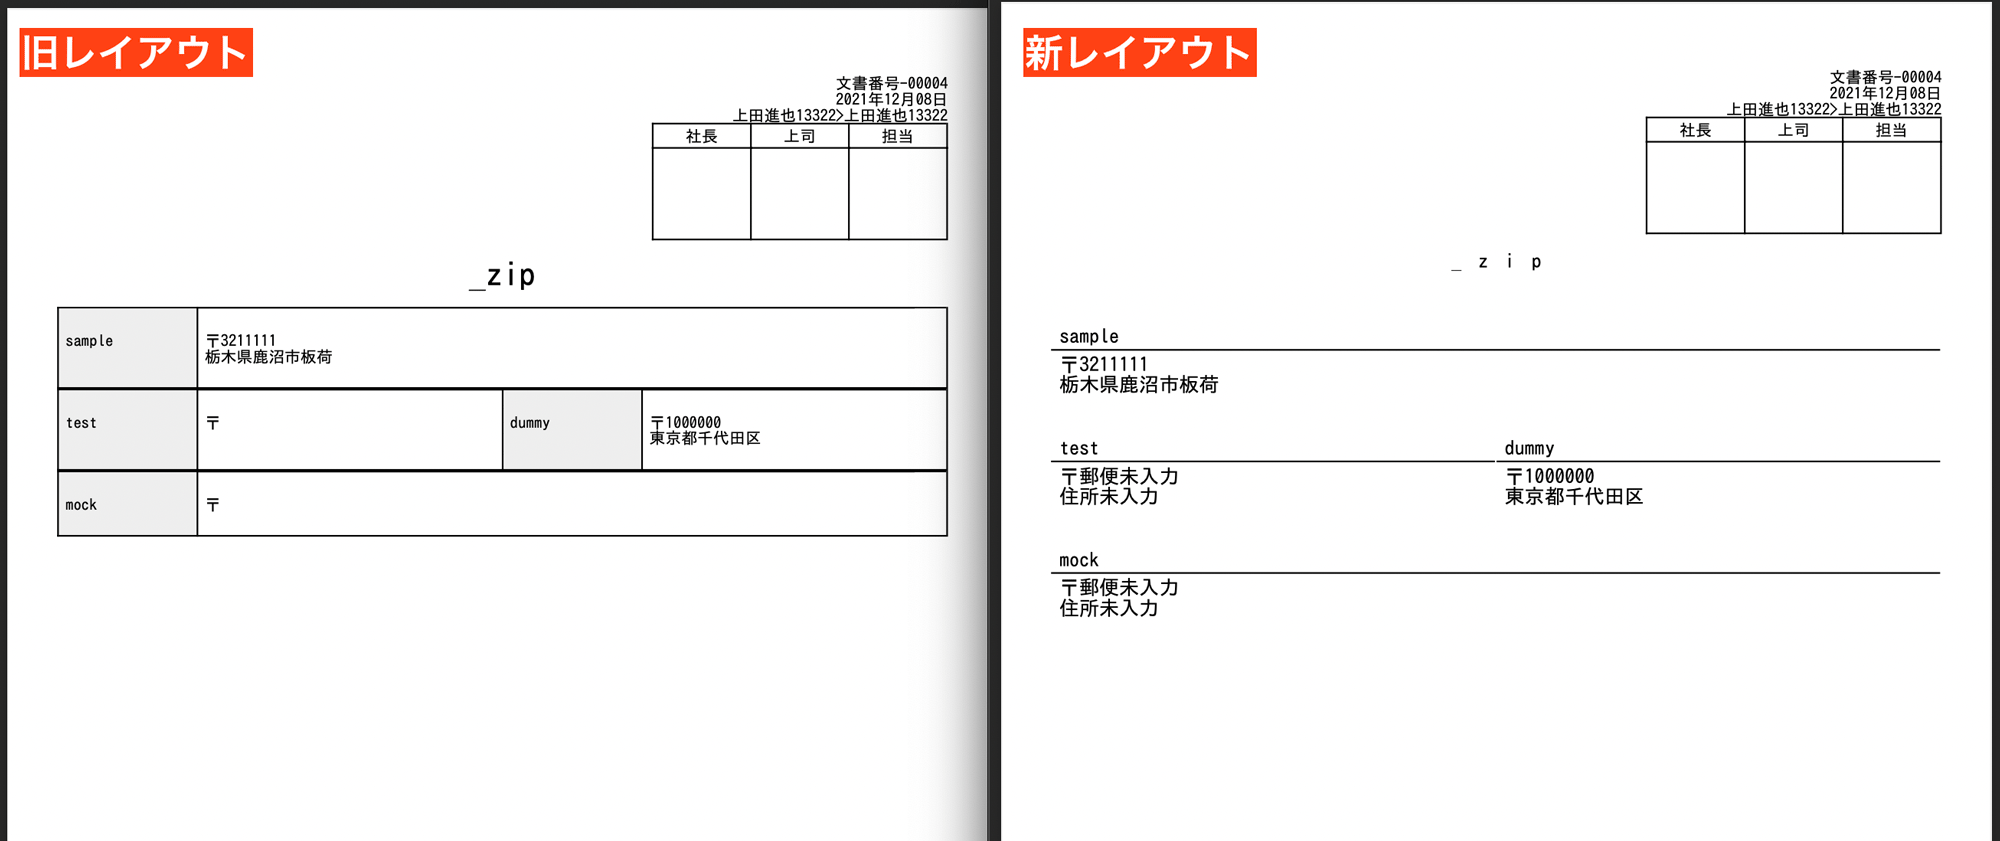 旧レイアウト
文書番号-00004
2021年12月08日
上田進也13322>上田進也13322
社長 上司 担当
_zip
sample 〒3211111
栃木県鹿沼市板荷
test 〒 dummy 〒1000000
東京都千代田区
mock 〒
新レイアウト
文書番号-00004
2021年12月08日
上田進也13322>上田進也13322
社長 上司 担当
_ z i p
sample
〒3211111
栃木県鹿沼市板荷
test
〒郵便未入力
住所未入力
dummy
〒1000000
東京都千代田区
mock
〒郵便未入力
住所未入力